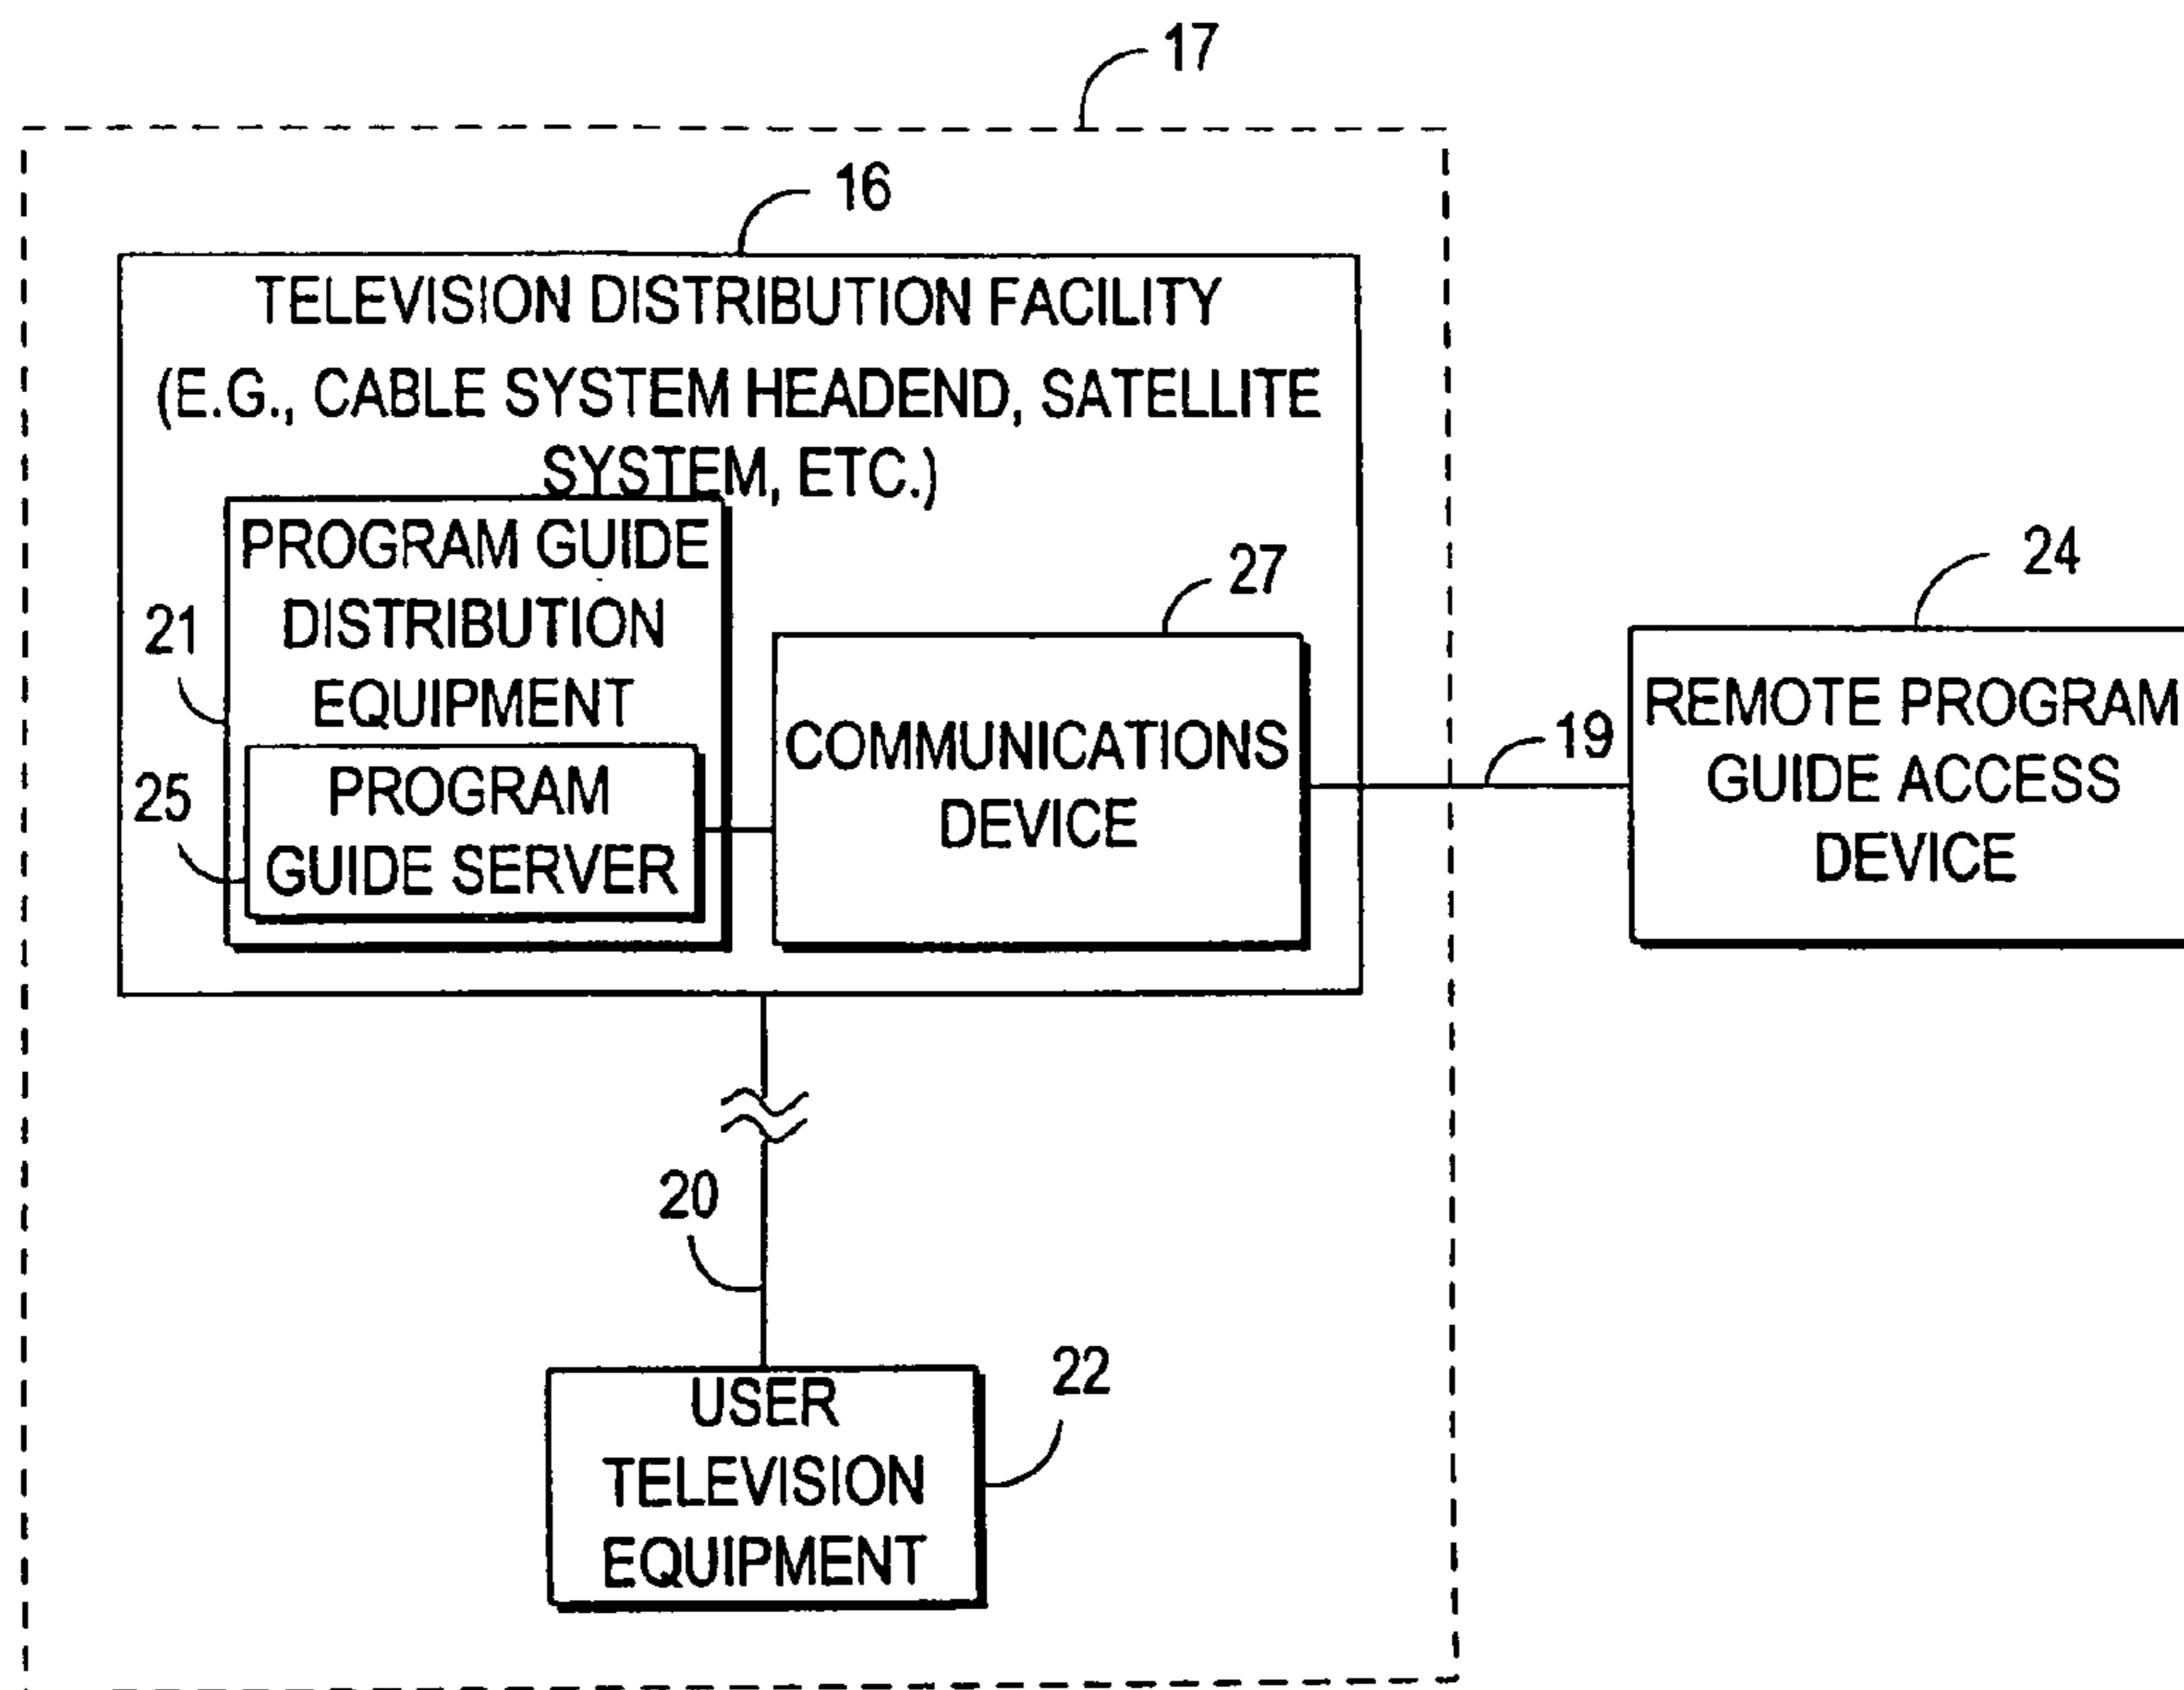 17
16
TELEVISION DISTRIBUTION FACILITY
(E.G., CABLE SYSTEM HEADEND, SATELLITE
SYSTEM, ETC.)
21
PROGRAM GUIDE
DISTRIBUTION
EQUIPMENT
25
PROGRAM
GUIDE SERVER
27
COMMUNICATIONS
DEVICE
19
24
REMOTE PROGRAM
GUIDE ACCESS
DEVICE
20
22
USER
TELEVISION
EQUIPMENT